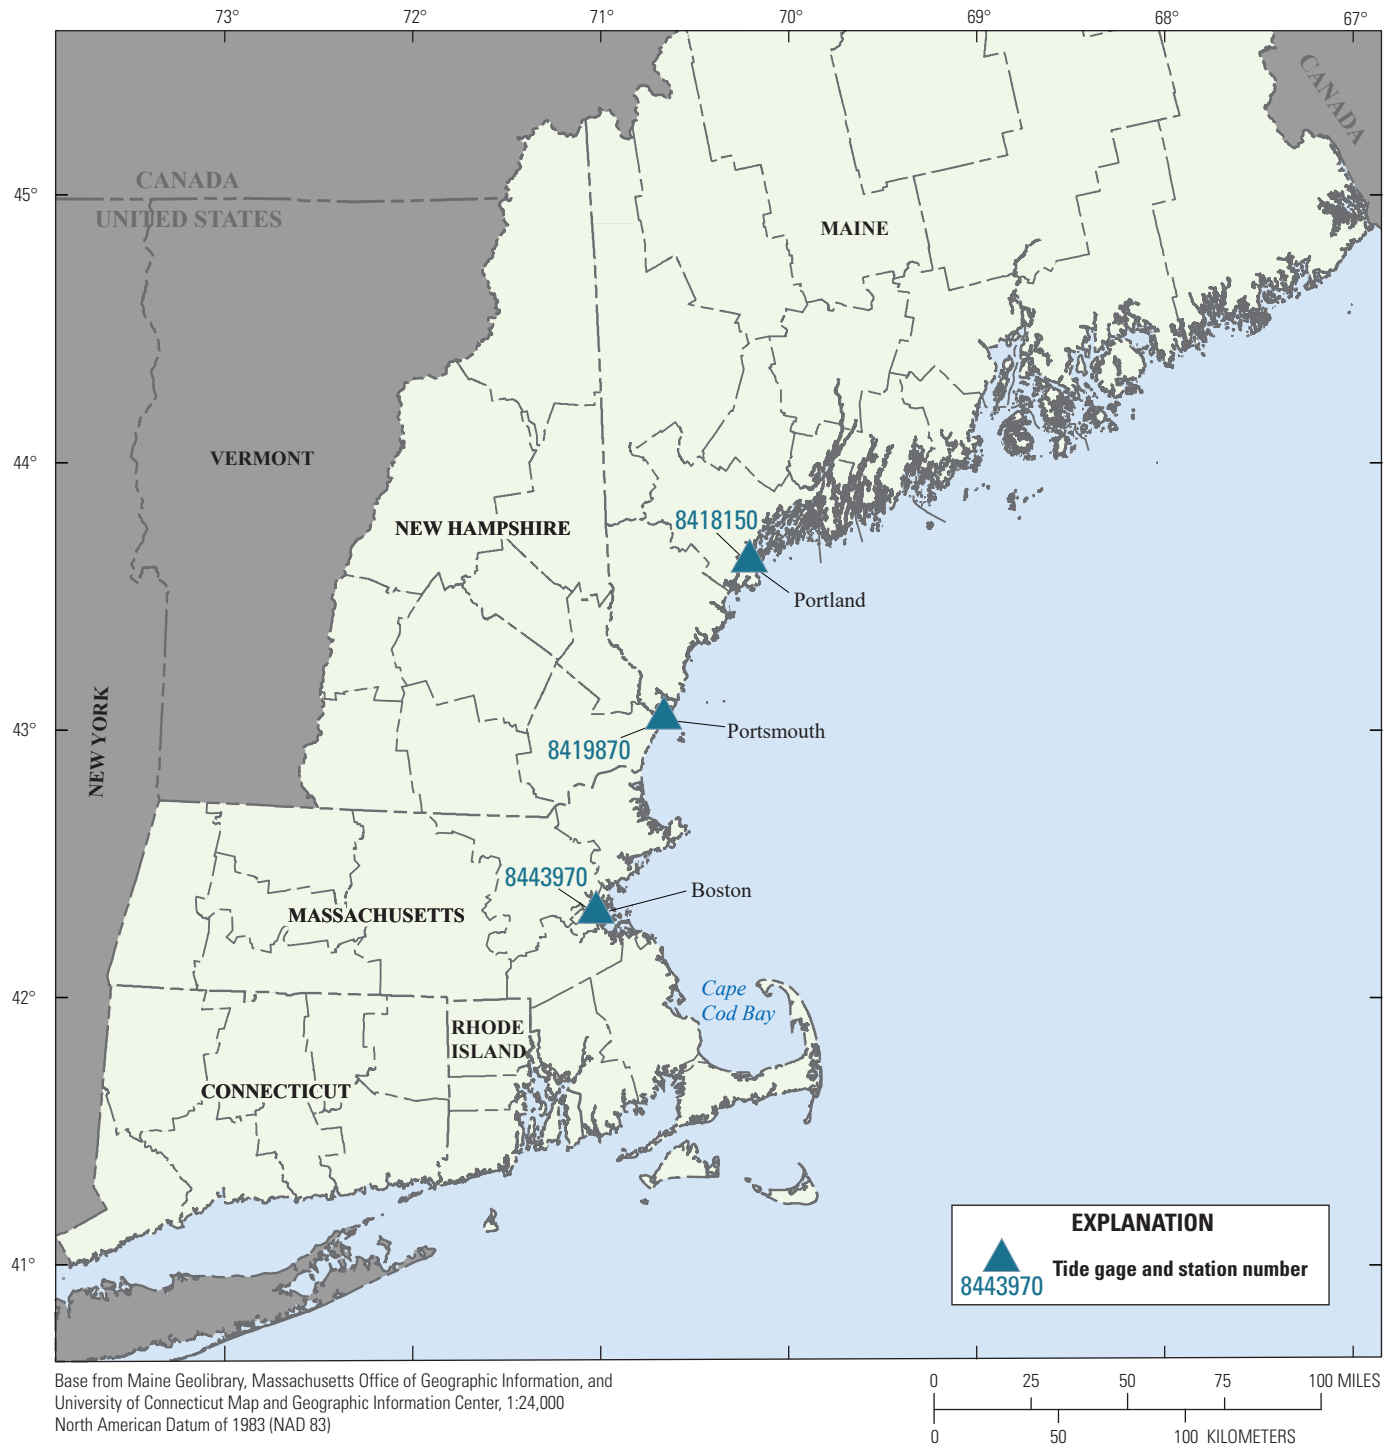 73°
72°
71°
70°
69°
68°
67°
CANADA
CANADA
45°
UNITED STATES
MAINE
44°
VERMONT
NEW HAMPSHIRE
8418150
Portland
NEW YORK
43°
Portsmouth
8419870
8443970
Boston
MASSACHUSETTS
42°
Cape
Cod Bay
RHODE
ISLAND
CONNECTICUT
41°
EXPLANATION
Tide gage and station number
8443970
Base from Maine Geolibrary, Massachusetts Office of Geographic Information, and
University of Connecticut Map and Geographic Information Center, 1:24,000
North American Datum of 1983 (NAD 83)
0 25 50 75 100 MILES
0 50 100 KILOMETERS